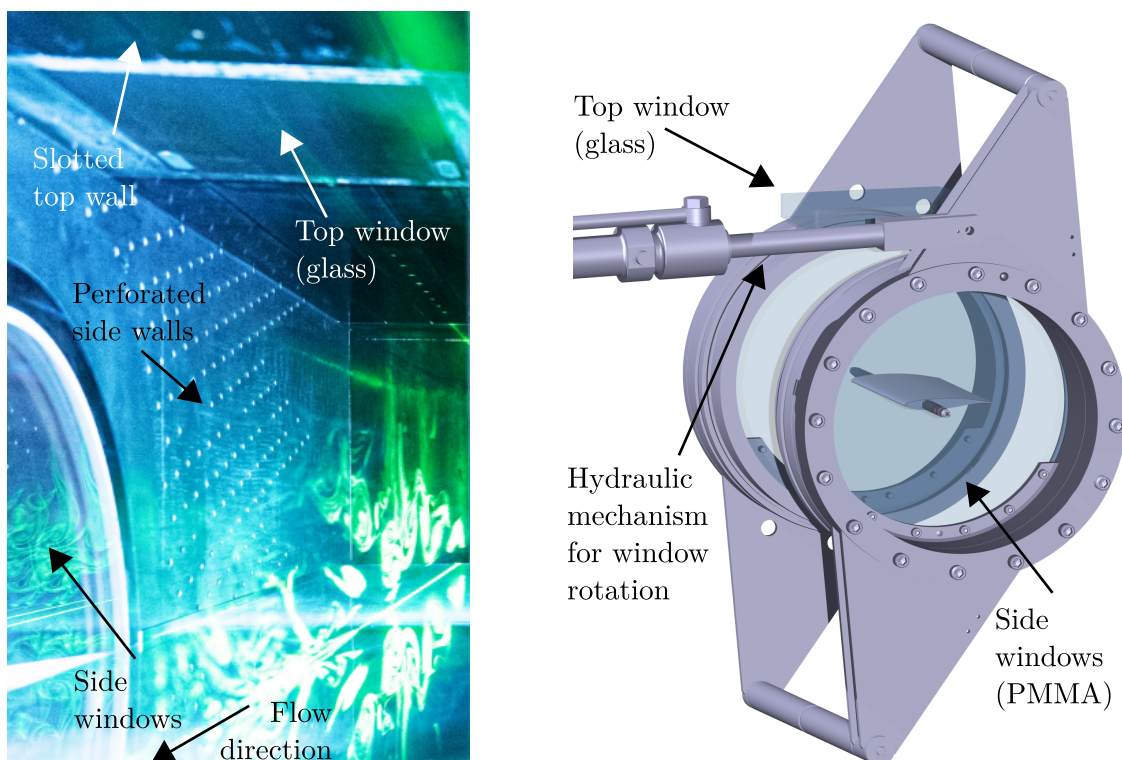 Slotted
top wall
Top window
(glass)
Perforated
side walls
Side
windows
Flow
direction
Top window
(glass)
Hydraulic
mechanism
for window
rotation
Side
windows
(PMMA)